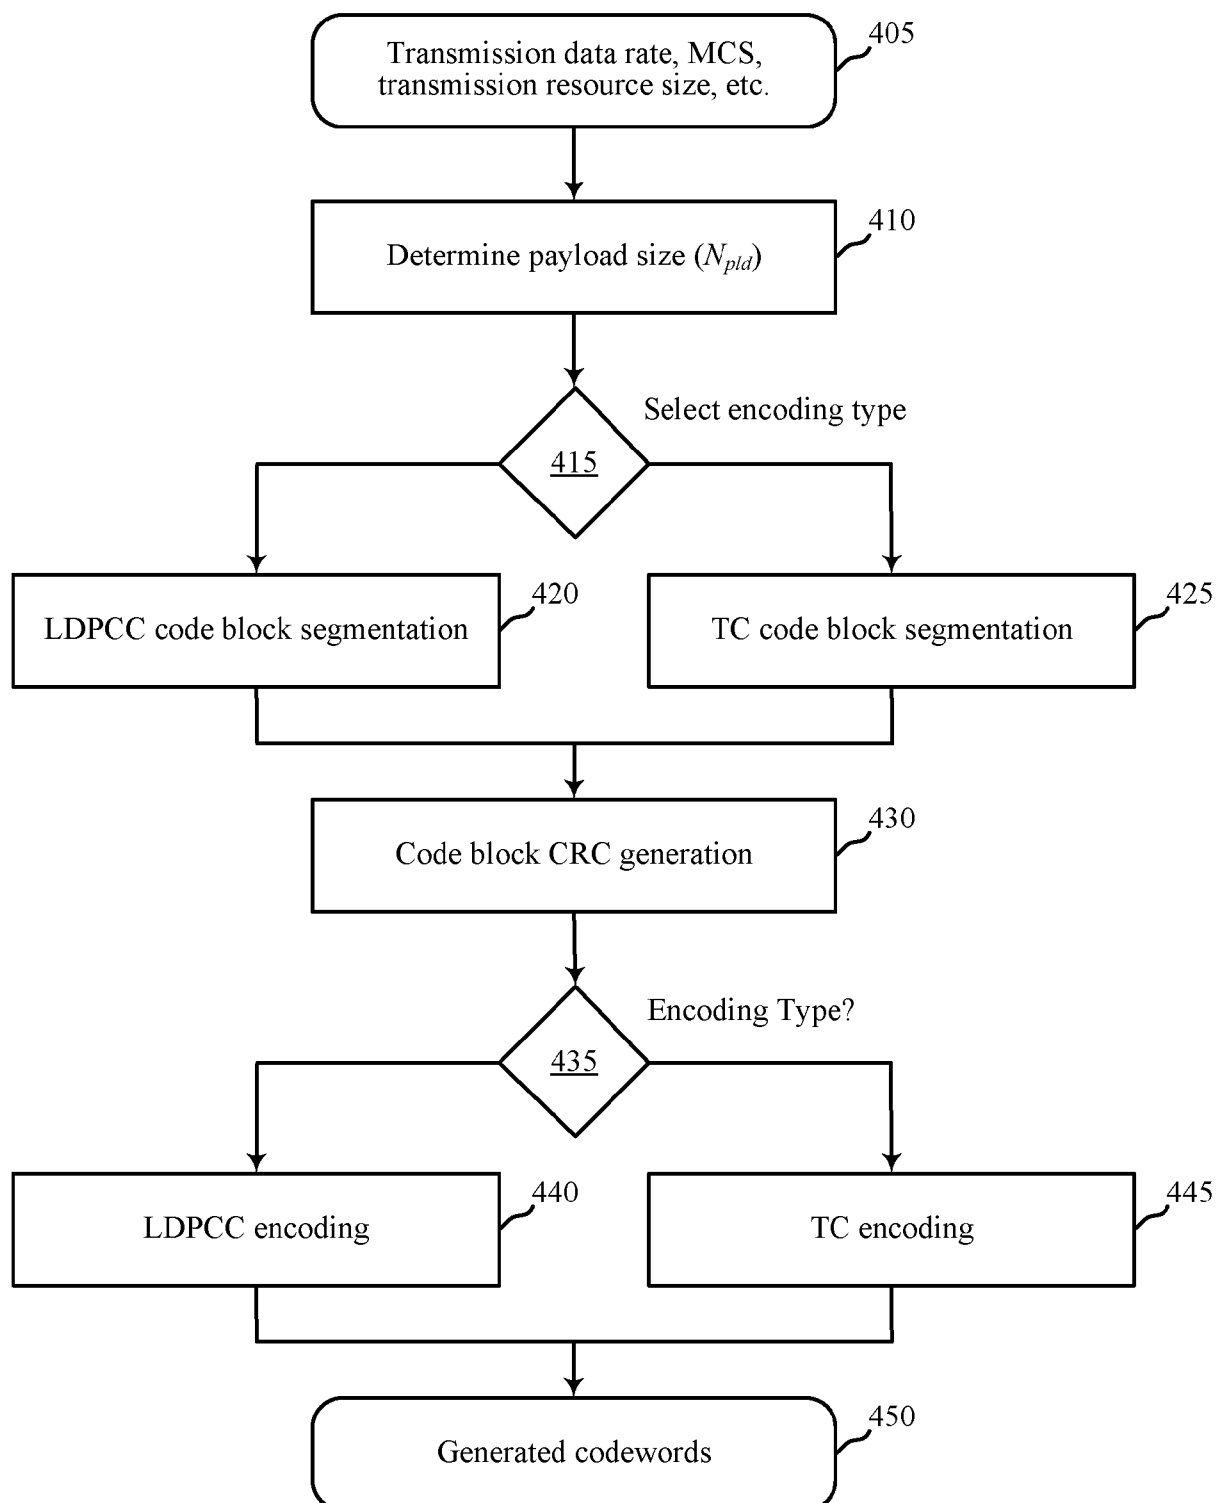 Transmission data rate, MCS,
transmission resource size, etc.
405
Determine payload size (N_pld)
410
Select encoding type
415
LDPCC code block segmentation
420
TC code block segmentation
425
Code block CRC generation
430
Encoding Type?
435
LDPCC encoding
440
TC encoding
445
Generated codewords
450